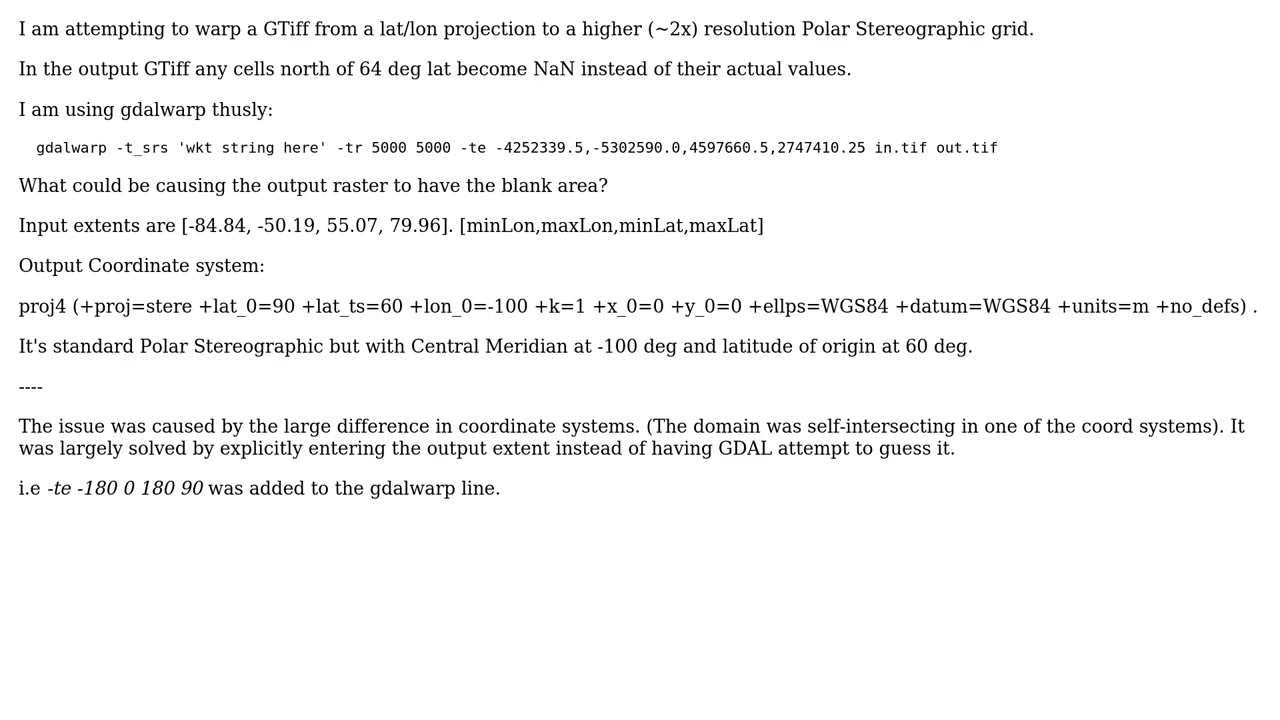 I am attempting to warp a GTiff from a lat/lon projection to a higher (~2x) resolution Polar Stereographic grid.
In the output GTiff any cells north of 64 deg lat become NaN instead of their actual values.
I am using gdalwarp thusly:
gdalwarp -t_srs 'wkt string here' -tr 5000 5000 -te -4252339.5,-5302590.0,4597660.5,2747410.25 in.tif out.tif
What could be causing the output raster to have the blank area?
Input extents are [-84.84, -50.19, 55.07, 79.96]. [minLon,maxLon,minLat,maxLat]
Output Coordinate system:
proj4 (+proj=stere +lat_0=90 +lat_ts=60 +lon_0=-100 +k=1 +x_0=0 +y_0=0 +ellps=WGS84 +datum=WGS84 +units=m +no_defs) .
It's standard Polar Stereographic but with Central Meridian at -100 deg and latitude of origin at 60 deg.
----
The issue was caused by the large difference in coordinate systems. (The domain was self-intersecting in one of the coord systems). It
was largely solved by explicitly entering the output extent instead of having GDAL attempt to guess it.
i.e -te -180 0 180 90 was added to the gdalwarp line.